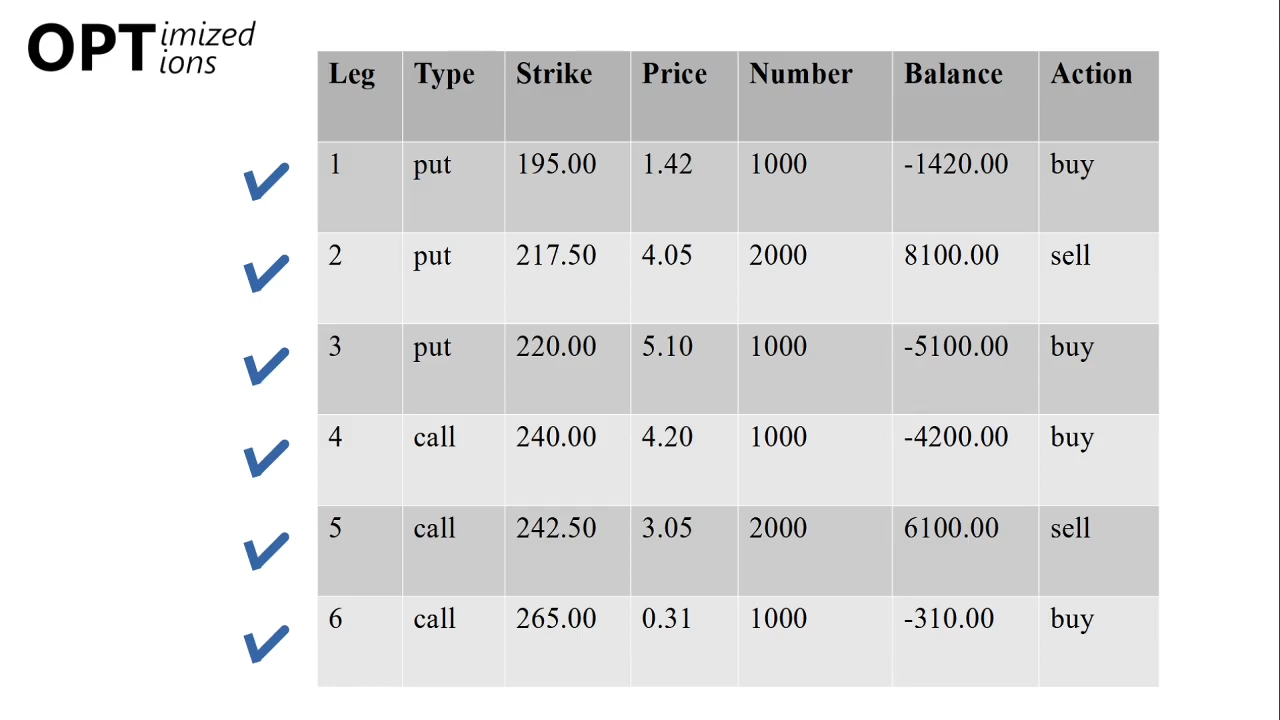 OPTimized
ions
Leg Type Strike Price Number Balance Action
1 put 195.00 1.42 1000 -1420.00 buy
2 put 217.50 4.05 2000 8100.00 sell
3 put 220.00 5.10 1000 -5100.00 buy
4 call 240.00 4.20 1000 -4200.00 buy
5 call 242.50 3.05 2000 6100.00 sell
6 call 265.00 0.31 1000 -310.00 buy